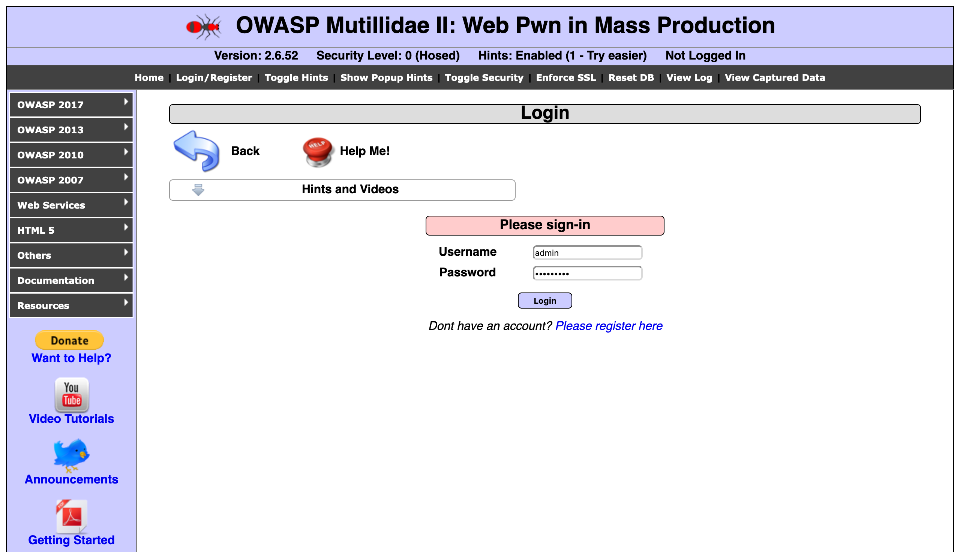 OWASP Mutillidae II: Web Pwn in Mass Production
Version: 2.6.52 Security Level: 0 (Hosed) Hints: Enabled (1 - Try easier) Not Logged In
Home | Login/Register | Toggle Hints | Show Popup Hints | Toggle Security | Enforce SSL | Reset DB | View Log | View Captured Data
OWASP 2017
OWASP 2013
OWASP 2010
OWASP 2007
Web Services
HTML 5
Others
Documentation
Resources
Donate
Want to Help?
You
Tube
Video Tutorials
Announcements
Getting Started
Login
Back
HELP
Help Me!
Hints and Videos
Please sign-in
Username admin
Password •••••••••
Login
Dont have an account? Please register here